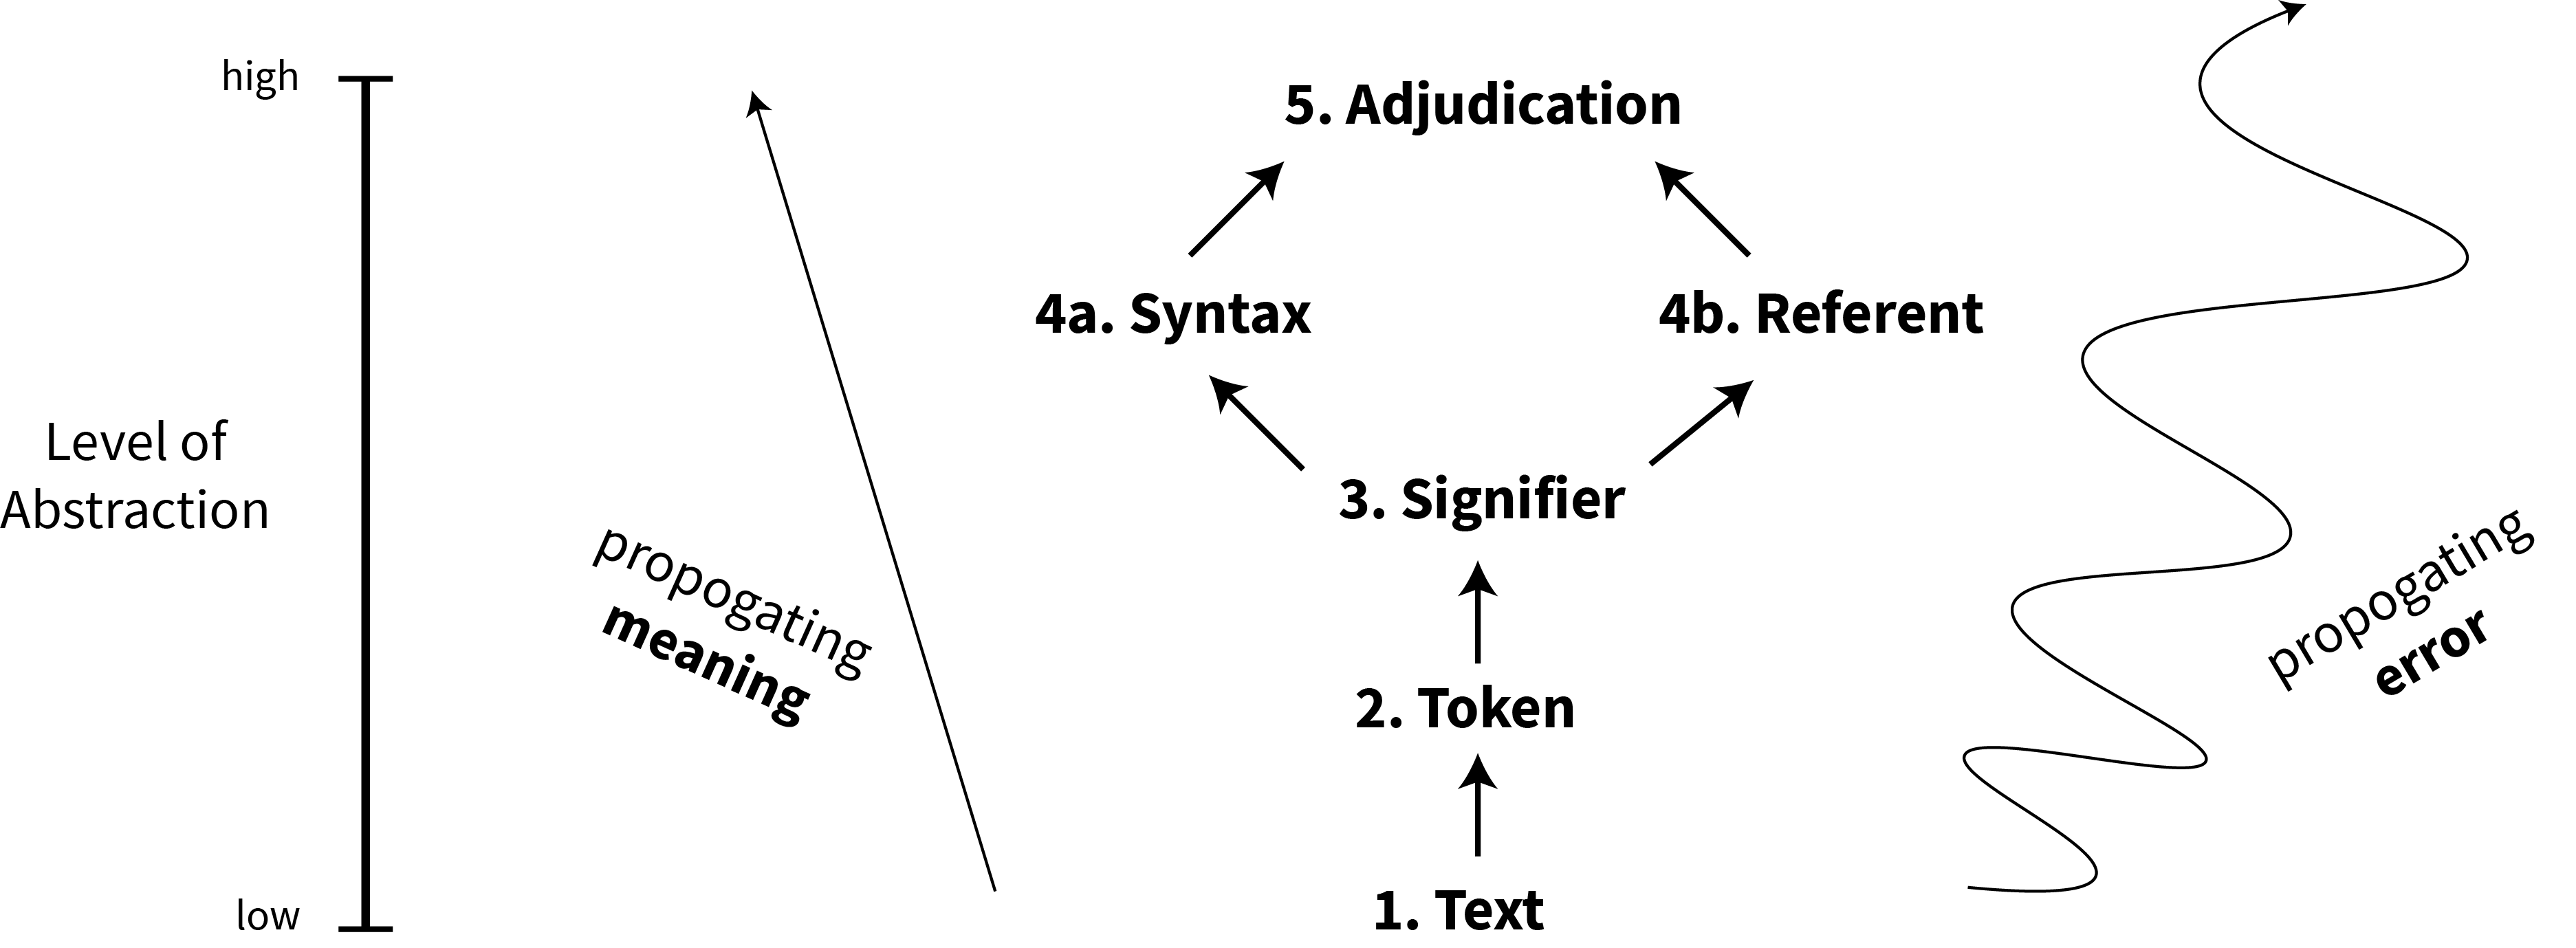 high
Level of
Abstraction
low
propogating
meaning
5. Adjudication
4a. Syntax
4b. Referent
3. Signifier
2. Token
1. Text
propogating
error